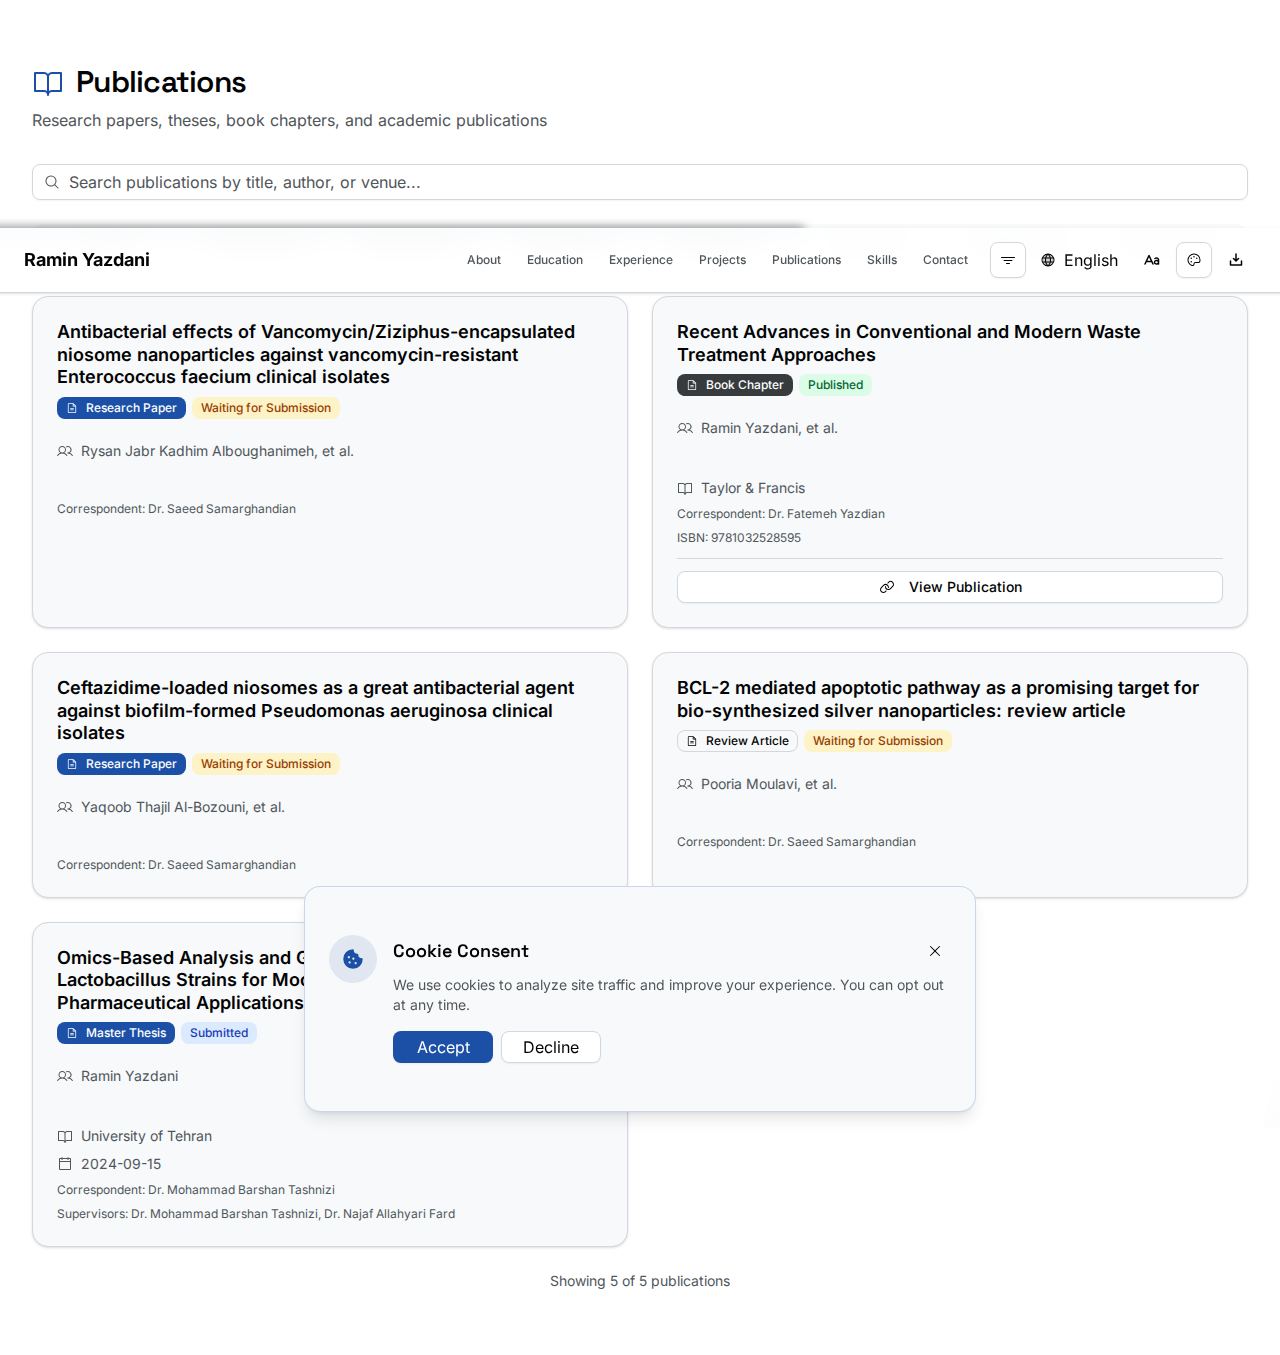 Publications
Research papers, theses, book chapters, and academic publications
Search publications by title, author, or venue...
Ramin Yazdani
About
Education
Experience
Projects
Publications
Skills
Contact
English
Aa
Antibacterial effects of Vancomycin/Ziziphus-encapsulated
niosome nanoparticles against vancomycin-resistant
Enterococcus faecium clinical isolates
Research Paper
Waiting for Submission
Rysan Jabr Kadhim Alboughanimeh, et al.
Correspondent: Dr. Saeed Samarghandian
Recent Advances in Conventional and Modern Waste
Treatment Approaches
Book Chapter
Published
Ramin Yazdani, et al.
Taylor & Francis
Correspondent: Dr. Fatemeh Yazdian
ISBN: 9781032528595
View Publication
Ceftazidime-loaded niosomes as a great antibacterial agent
against biofilm-formed Pseudomonas aeruginosa clinical
isolates
Research Paper
Waiting for Submission
Yaqoob Thajil Al-Bozouni, et al.
Correspondent: Dr. Saeed Samarghandian
BCL-2 mediated apoptotic pathway as a promising target for
bio-synthesized silver nanoparticles: review article
Review Article
Waiting for Submission
Pooria Moulavi, et al.
Correspondent: Dr. Saeed Samarghandian
Omics-Based Analysis and
Lactobacillus Strains for
Pharmaceutical Applications
Master Thesis
Submitted
Ramin Yazdani
University of Tehran
2024-09-15
Correspondent: Dr. Mohammad Barshan Tashnizi
Supervisors: Dr. Mohammad Barshan Tashnizi, Dr. Najaf Allahyari Fard
Cookie Consent
We use cookies to analyze site traffic and improve your experience. You can opt out
at any time.
Accept
Decline
Showing 5 of 5 publications